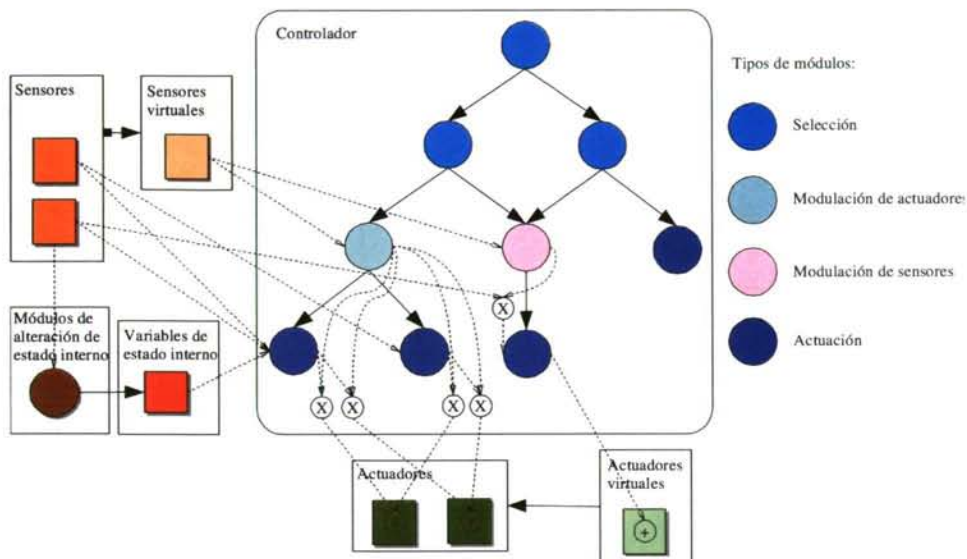 Controlador
Sensores
Sensores
virtuales
Tipos de módulos:
Selección
Modulación de actuadores
Modulación de sensores
Actuación
X
Módulos de
alteración de
estado interno
Variables de
estado interno
X
X
X
X
Actuadores
Actuadores
virtuales
+